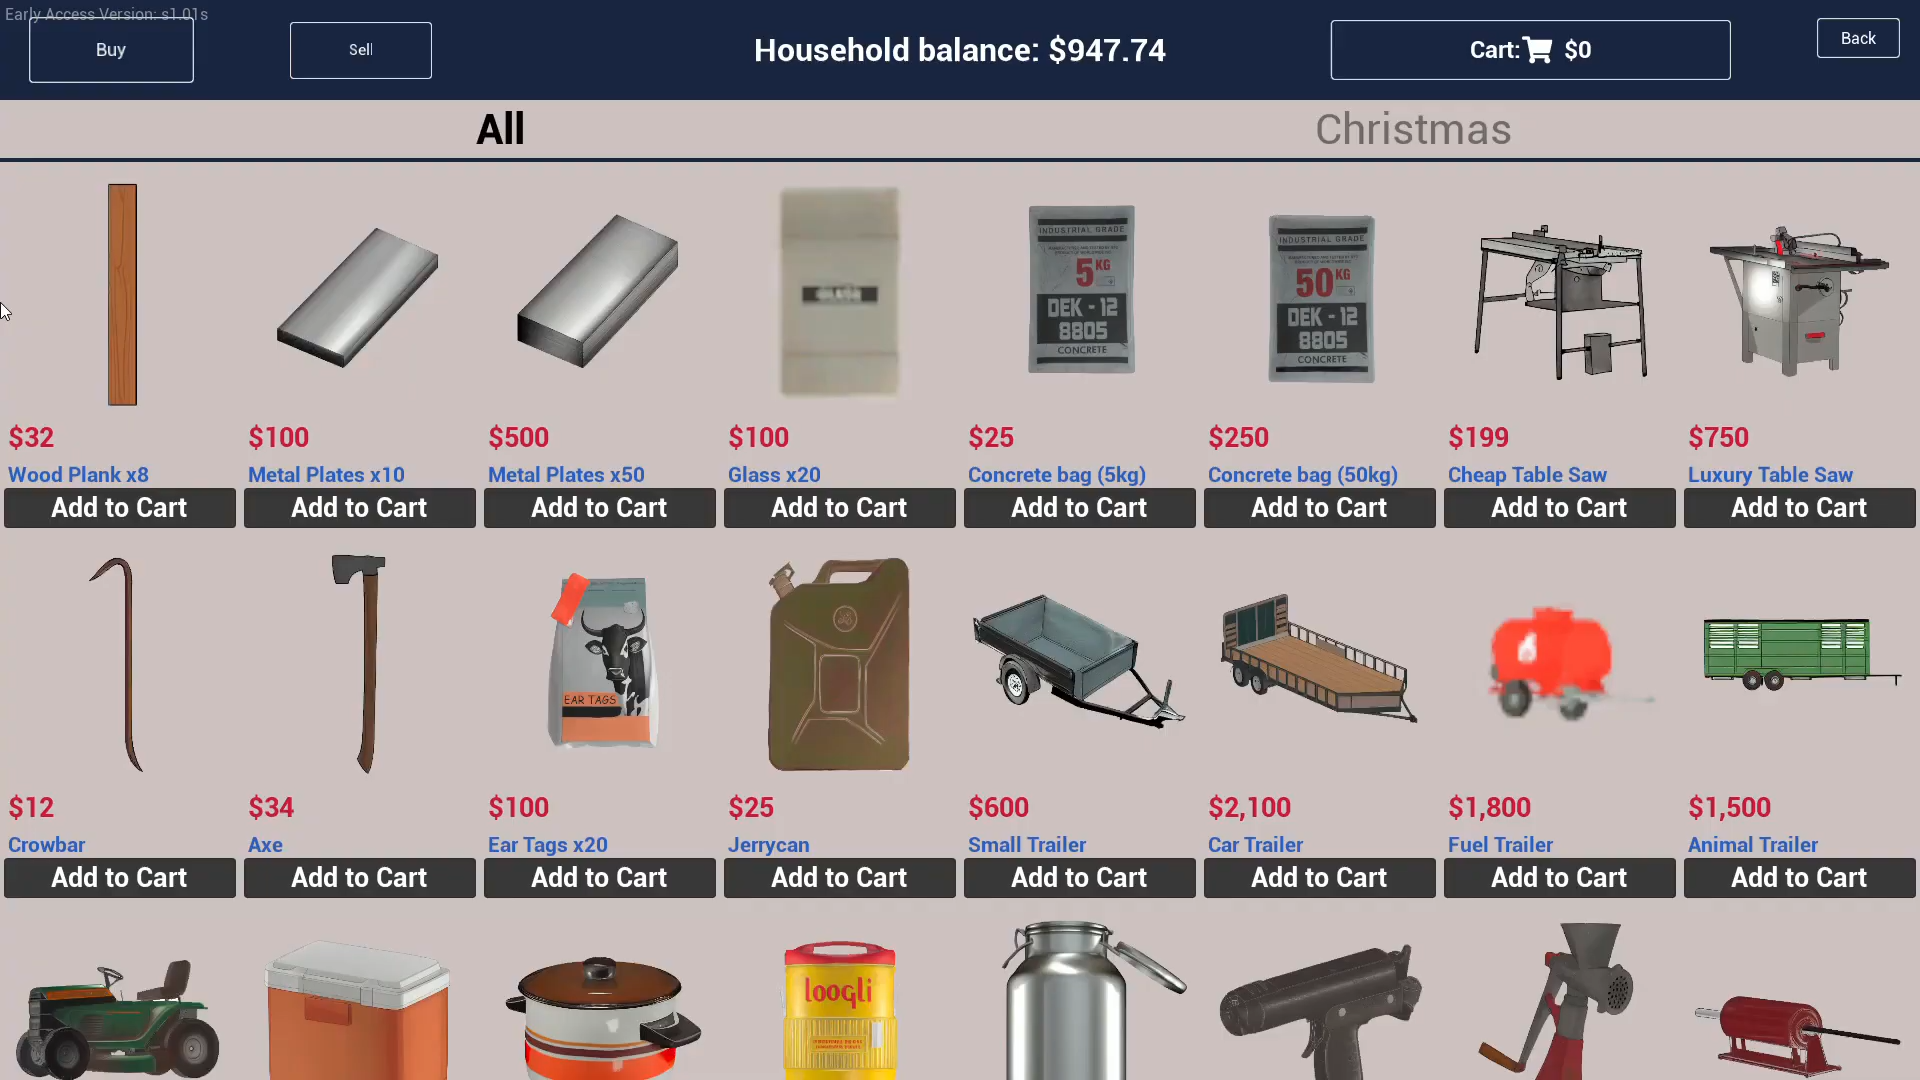 Early Access Version: s1.01s
Buy
Sell
Household balance: $947.74
Cart: $0
Back
All
Christmas
INDUSTRIAL GRADE
5KG
DEK - 12
8805
CONCRETE
INDUSTRIAL GRADE
50KG
DEK - 12
8805
CONCRETE
$32
$100
$500
$100
$25
$250
$199
$750
Wood Plank x8
Metal Plates x10
Metal Plates x50
Glass x20
Concrete bag (5kg)
Concrete bag (50kg)
Cheap Table Saw
Luxury Table Saw
Add to Cart
Add to Cart
Add to Cart
Add to Cart
Add to Cart
Add to Cart
Add to Cart
Add to Cart
EAR TAGS
$12
$34
$100
$25
$600
$2,100
$1,800
$1,500
Crowbar
Axe
Ear Tags x20
Jerrycan
Small Trailer
Car Trailer
Fuel Trailer
Animal Trailer
Add to Cart
Add to Cart
Add to Cart
Add to Cart
Add to Cart
Add to Cart
Add to Cart
Add to Cart
loogli